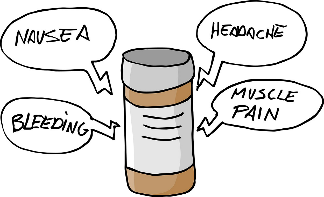 NAUSEA
HEADACHE
BLEEDING
MUSCLE
PAIN